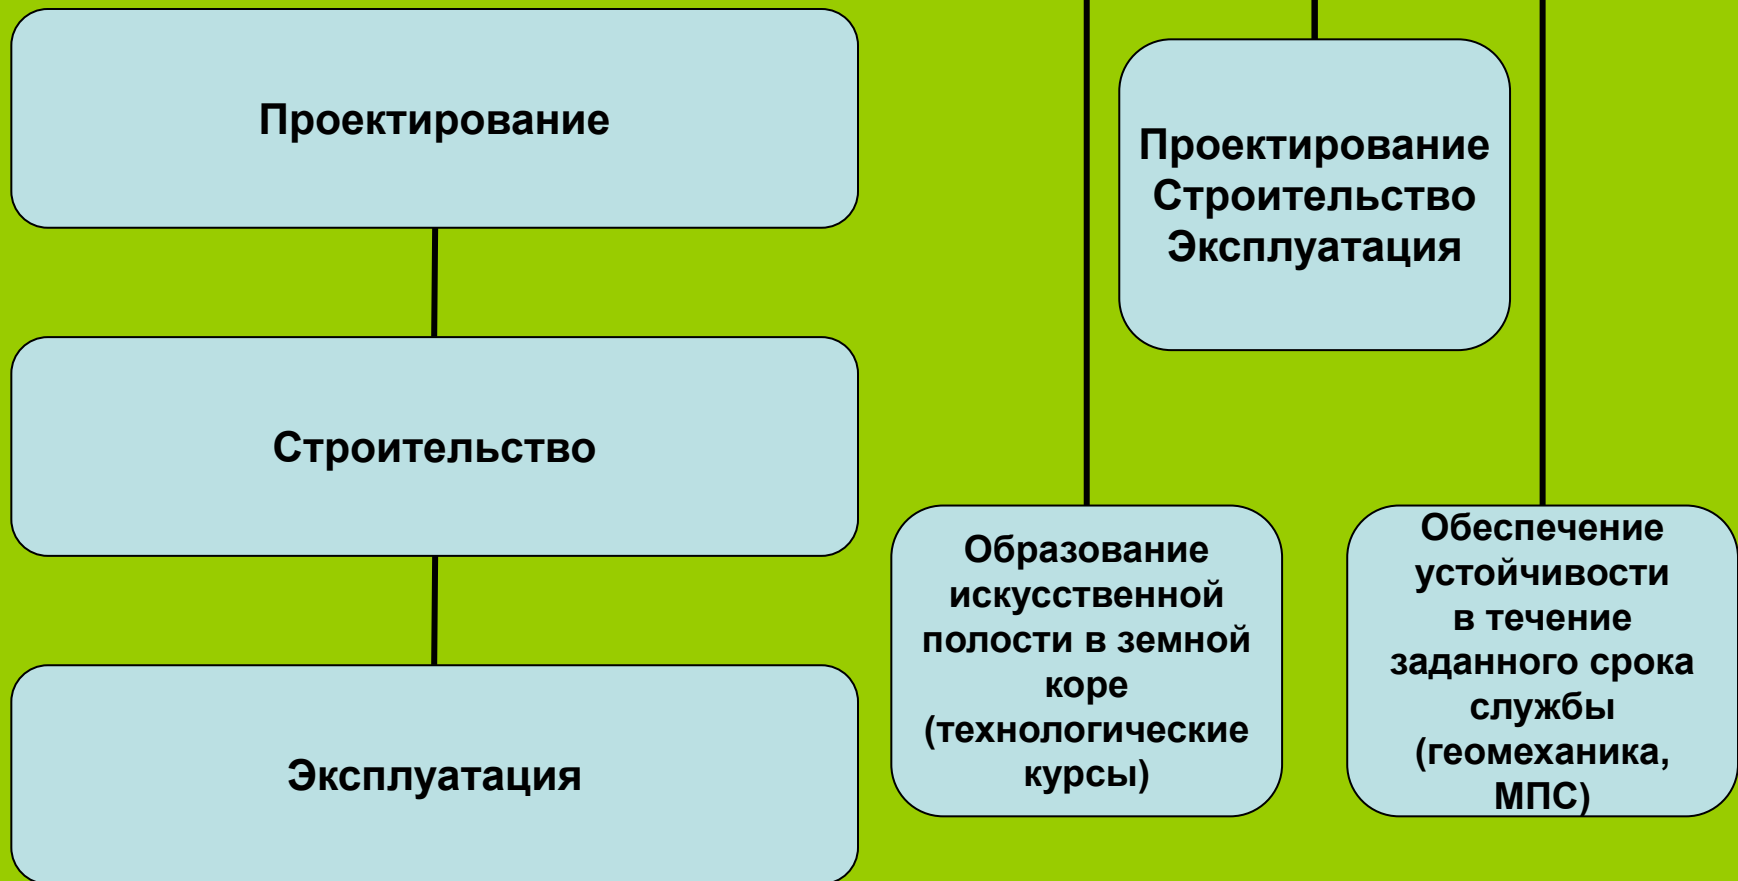 Проектирование
Строительство
Эксплуатация
Проектирование
Строительство
Эксплуатация
Образование
искусственной
полости в земной
коре
(технологические
курсы)
Обеспечение
устойчивости
в течение
заданного срока
службы
(геомеханика,
МПС)